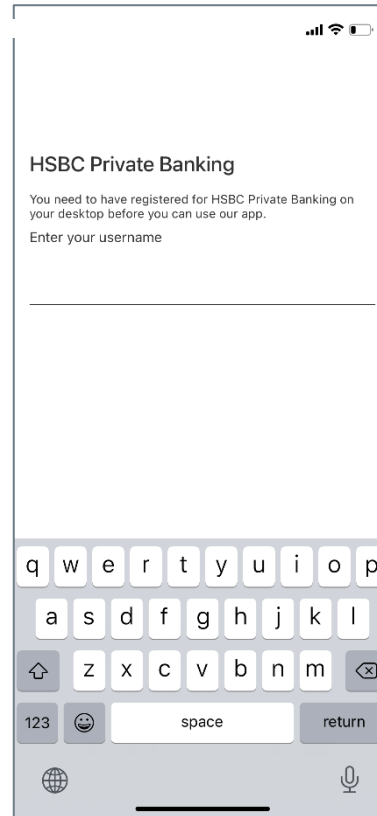 HSBC Private Banking
You need to have registered for HSBC Private Banking on
your desktop before you can use our app.
Enter your username
q w e r t y u i o p
a s d f g h j k l
z x c v b n m
123 space return